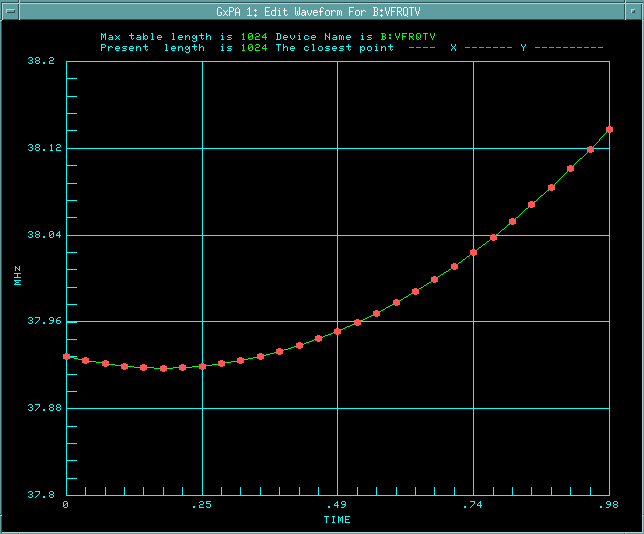 GxPA 1: Edit Waveform For B:VFRQTV
Max table length is 1024 Device Name is B:VFRQTV
Present length is 1024 The closest point ---- X ------- Y ----------
38.2
38.12
38.04
MHz
37.96
37.88
37.8
0 .25 .49 .74 .98
TIME